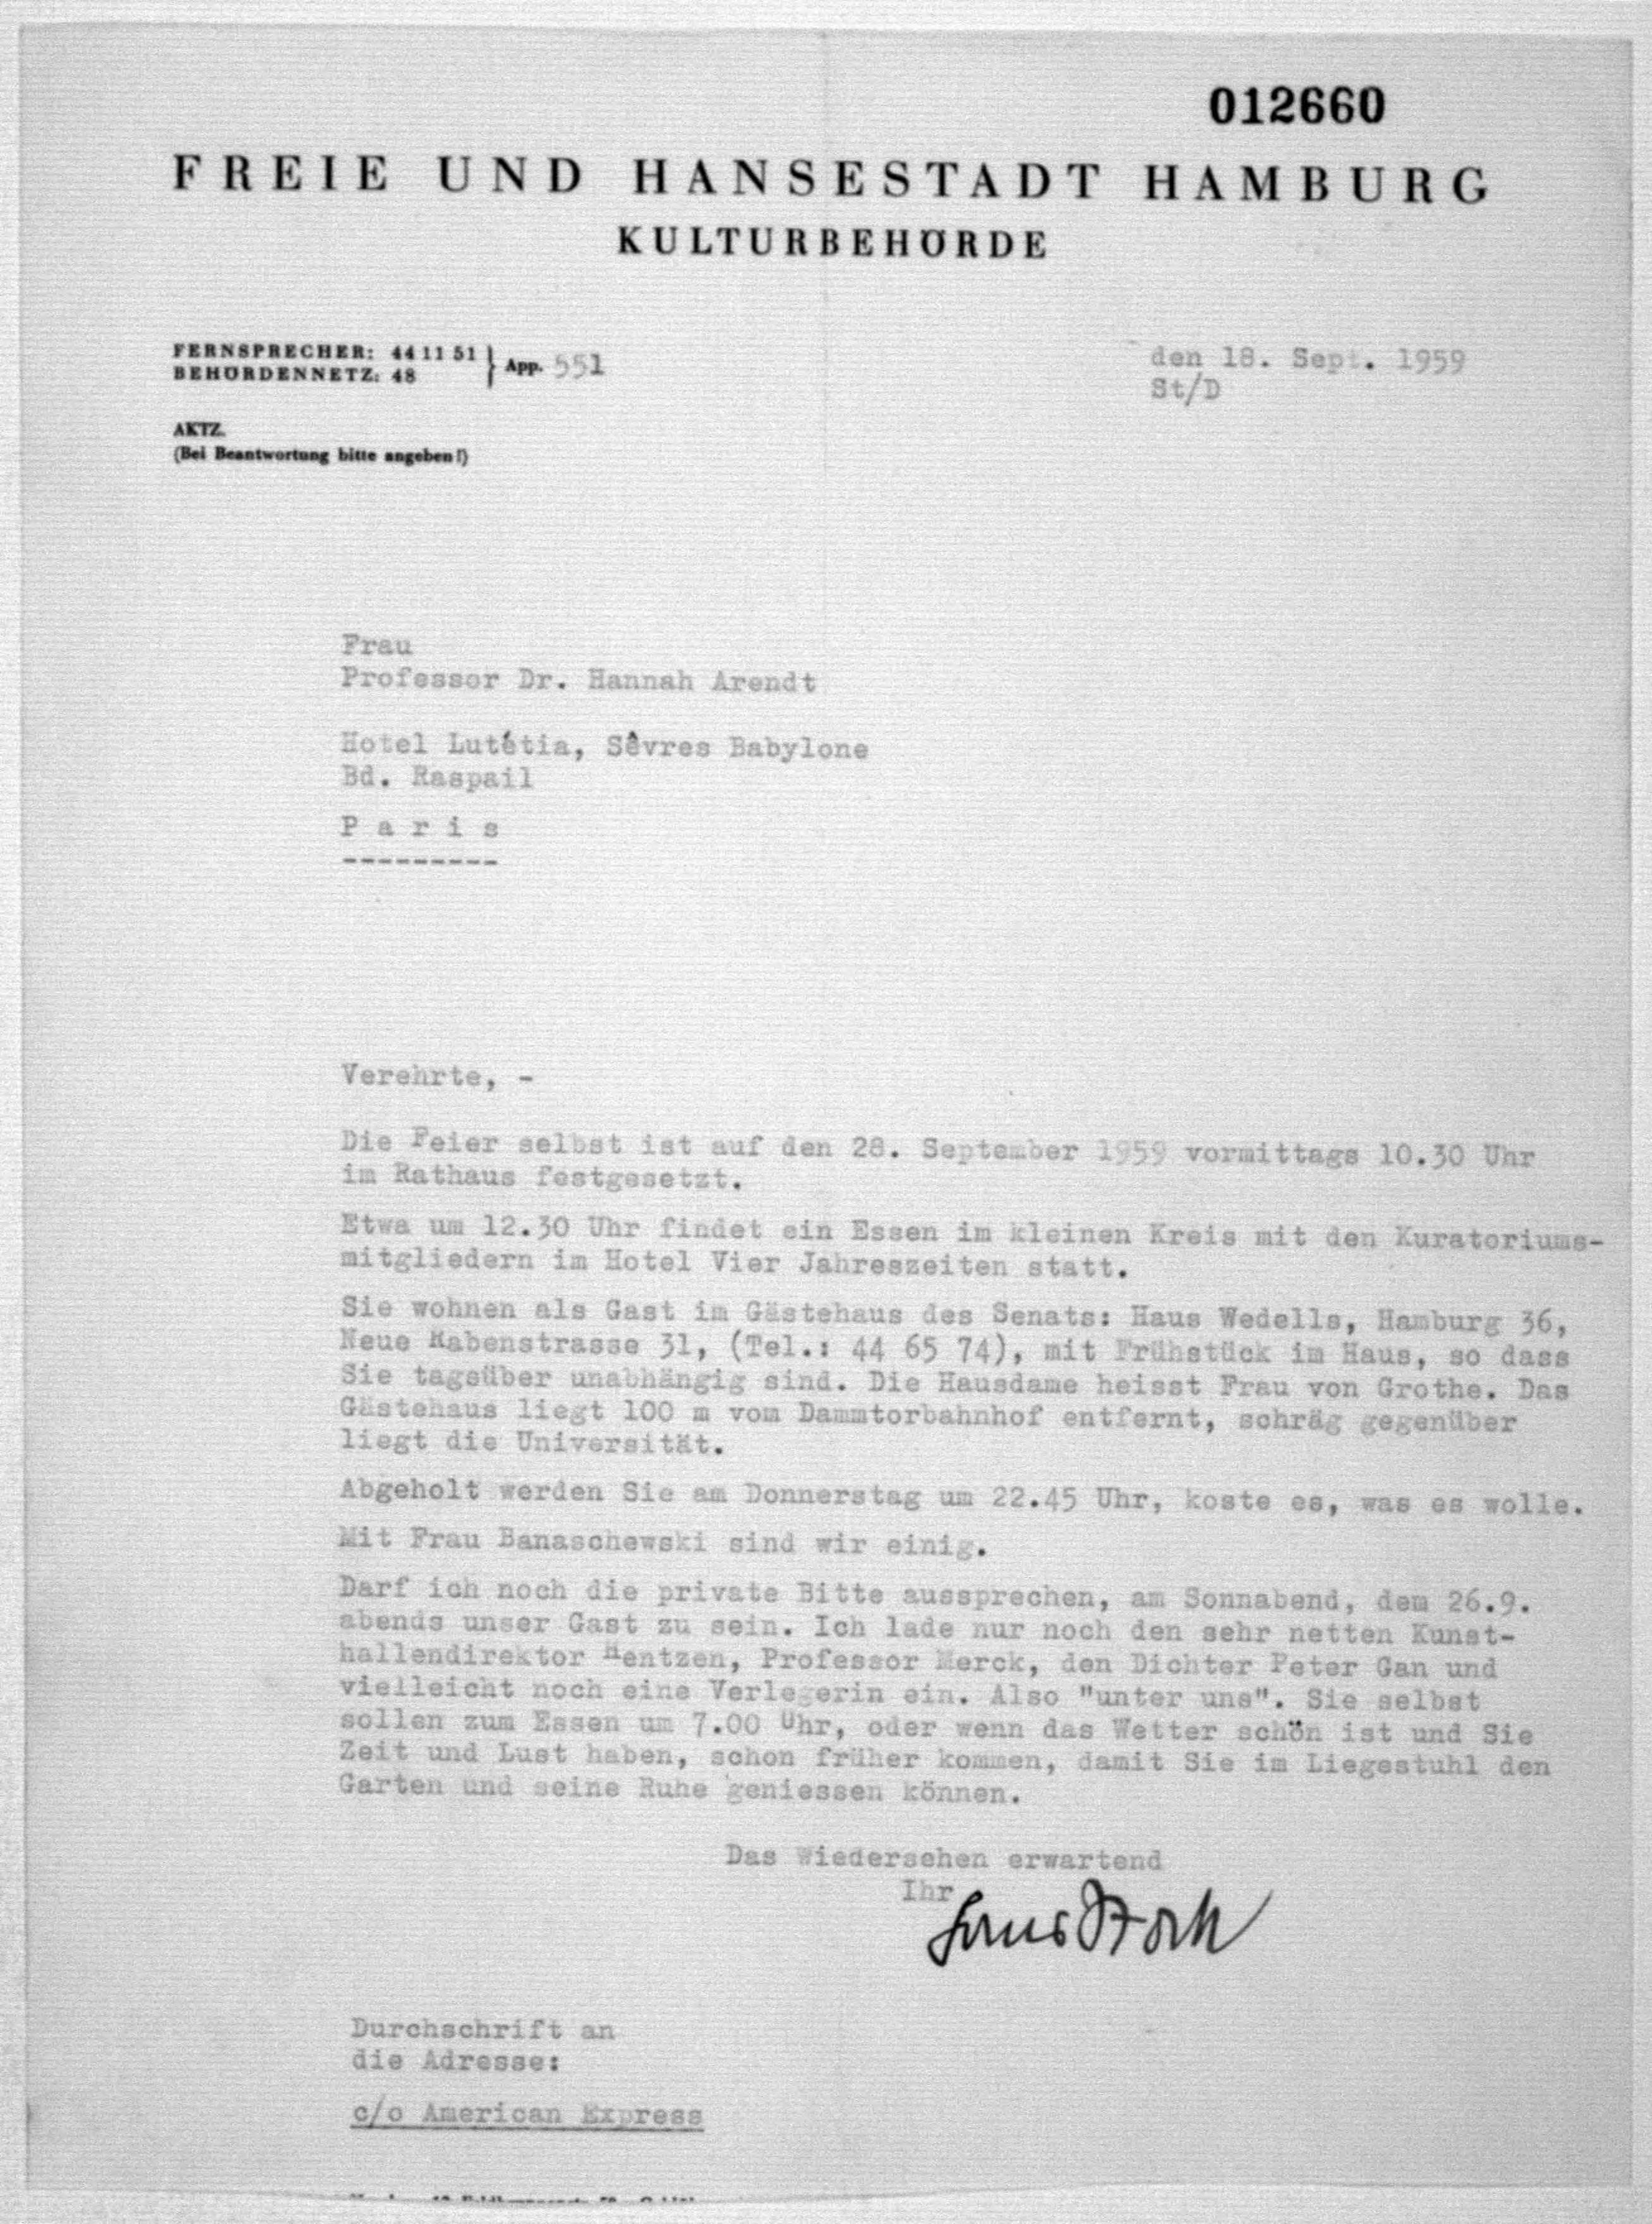 012660
FREIE UND HANSESTADT HAMBURG
KULTURBEHÖRDE
FERNSPRECHER: 44 11 51
BEHÖRDENNETZ: 48 } App. 551
den 18. Sept. 1959
St/D
AKTZ.
(Bei Beantwortung bitte angeben!)
Frau
Professor Dr. Hannah Arendt
Hotel Lutétia, Sêvres Babylone
Bd. Raspail
P a r i s
---------
Verehrte, -
Die Feier selbst ist auf den 28. September 1959 vormittags 10.30 Uhr
im Rathaus festgesetzt.
Etwa um 12.30 Uhr findet ein Essen im kleinen Kreis mit den Kuratoriums-
mitgliedern im Hotel Vier Jahreszeiten statt.
Sie wohnen als Gast im Gästehaus des Senats: Haus Wedells, Hamburg 36,
Neue Rabenstrasse 31, (Tel.: 44 65 74), mit Frühstück im Haus, so dass
Sie tagsüber unabhängig sind. Die Hausdame heisst Frau von Grothe. Das
Gästehaus liegt 100 m vom Dammtorbahnhof entfernt, schräg gegenüber
liegt die Universität.
Abgeholt werden Sie am Donnerstag um 22.45 Uhr, koste es, was es wolle.
Mit Frau Banaschewski sind wir einig.
Darf ich noch die private Bitte aussprechen, am Sonnabend, dem 26.9.
abends unser Gast zu sein. Ich lade nur noch den sehr netten Kunst-
hallendirektor Hentzen, Professor Merck, den Dichter Peter Gan und
vielleicht noch eine Verlegerin ein. Also "unter uns". Sie selbst
sollen zum Essen um 7.00 Uhr, oder wenn das Wetter schön ist und Sie
Zeit und Lust haben, schon früher kommen, damit Sie im Liegestuhl den
Garten und seine Ruhe geniessen können.
Das Wiedersehen erwartend
Ihr
Durchschrift an
die Adresse:
c/o American Express